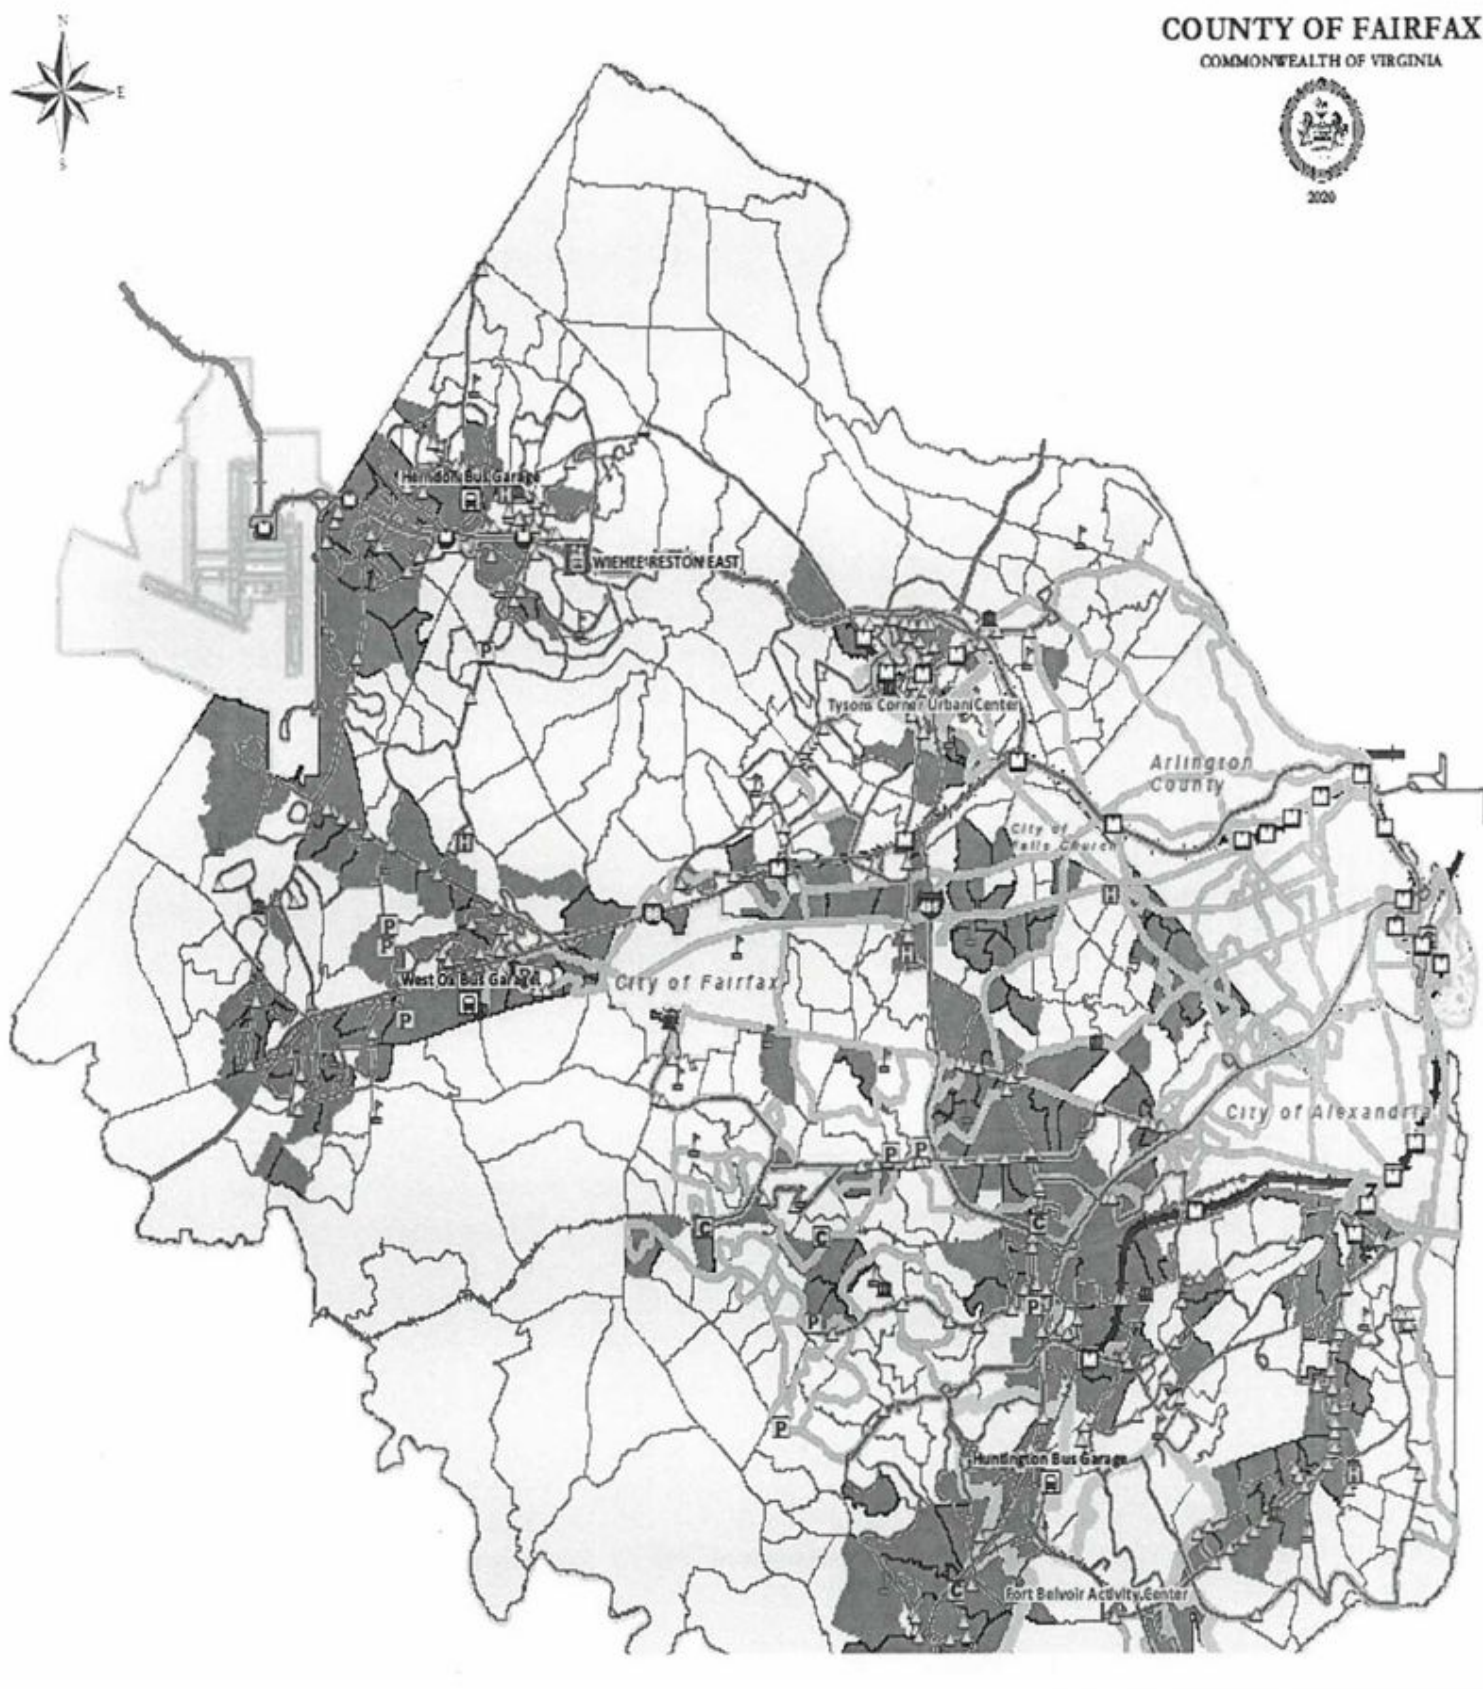 N
COUNTY OF FAIRFAX
COMMONWEALTH OF VIRGINIA
E
S
2020
Herndon Bus Garage
WIEHLE RESTON EAST
Tysons Corner Urban Center
Arlington
County
City of
Falls Church
H
H
P
P
H
West Ox Bus Garage
City of Fairfax
P
City of Alexandria
P
P
C
C
C
P
P
P
Huntington Bus Garage
H
C
Fort Belvoir Activity Center